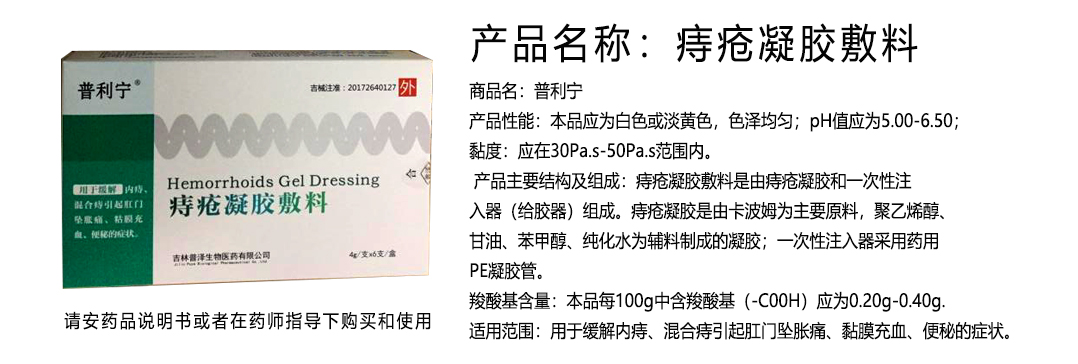 普利宁®
吉械注准：20172640127 外
用于缓解 内痔、
混合痔引起肛门
坠胀痛、粘膜充
血、便秘的症状。
Hemorrhoids Gel Dressing
痔疮凝胶敷料
吉林普泽生物医药有限公司
4g/支x6支/盒
请安药品说明书或者在药师指导下购买和使用
产品名称：痔疮凝胶敷料
商品名：普利宁
产品性能：本品应为白色或淡黄色，色泽均匀；pH值应为5.00-6.50；
黏度：应在30Pa.s-50Pa.s范围内。
产品主要结构及组成：痔疮凝胶敷料是由痔疮凝胶和一次性注
入器（给胶器）组成。痔疮凝胶是由卡波姆为主要原料，聚乙烯醇、
甘油、苯甲醇、纯化水为辅料制成的凝胶；一次性注入器采用药用
PE凝胶管。
羧酸基含量：本品每100g中含羧酸基（-C00H）应为0.20g-0.40g.
适用范围：用于缓解内痔、混合痔引起肛门坠胀痛、黏膜充血、便秘的症状。